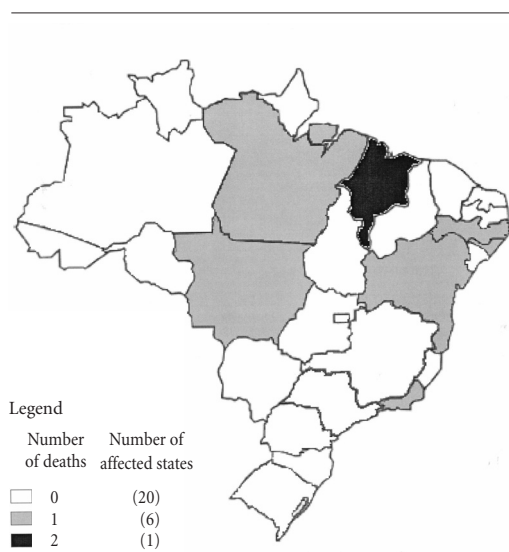 Legend
Number of deaths Number of affected states
0 (20)
1 (6)
2 (1)